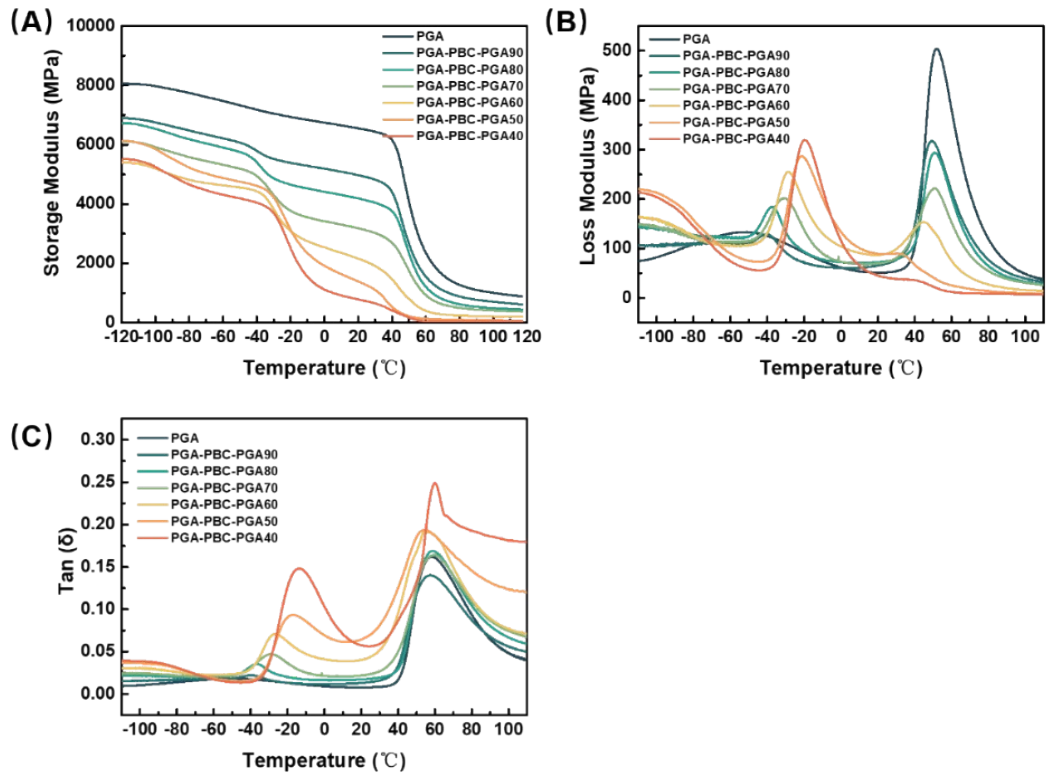 (A)
10000
8000
6000
4000
2000
0
Storage Modulus (MPa)
PGA
PGA-PBC-PGA90
PGA-PBC-PGA80
PGA-PBC-PGA70
PGA-PBC-PGA60
PGA-PBC-PGA50
PGA-PBC-PGA40
-120 -100 -80 -60 -40 -20 0 20 40 60 80 100 120
Temperature (℃)
(B)
500
400
300
200
100
0
Loss Modulus (MPa)
PGA
PGA-PBC-PGA90
PGA-PBC-PGA80
PGA-PBC-PGA70
PGA-PBC-PGA60
PGA-PBC-PGA50
PGA-PBC-PGA40
-100 -80 -60 -40 -20 0 20 40 60 80 100
Temperature (℃)
(C)
0.30
0.25
0.20
0.15
0.10
0.05
0.00
Tan (δ)
PGA
PGA-PBC-PGA90
PGA-PBC-PGA80
PGA-PBC-PGA70
PGA-PBC-PGA60
PGA-PBC-PGA50
PGA-PBC-PGA40
-100 -80 -60 -40 -20 0 20 40 60 80 100
Temperature (℃)